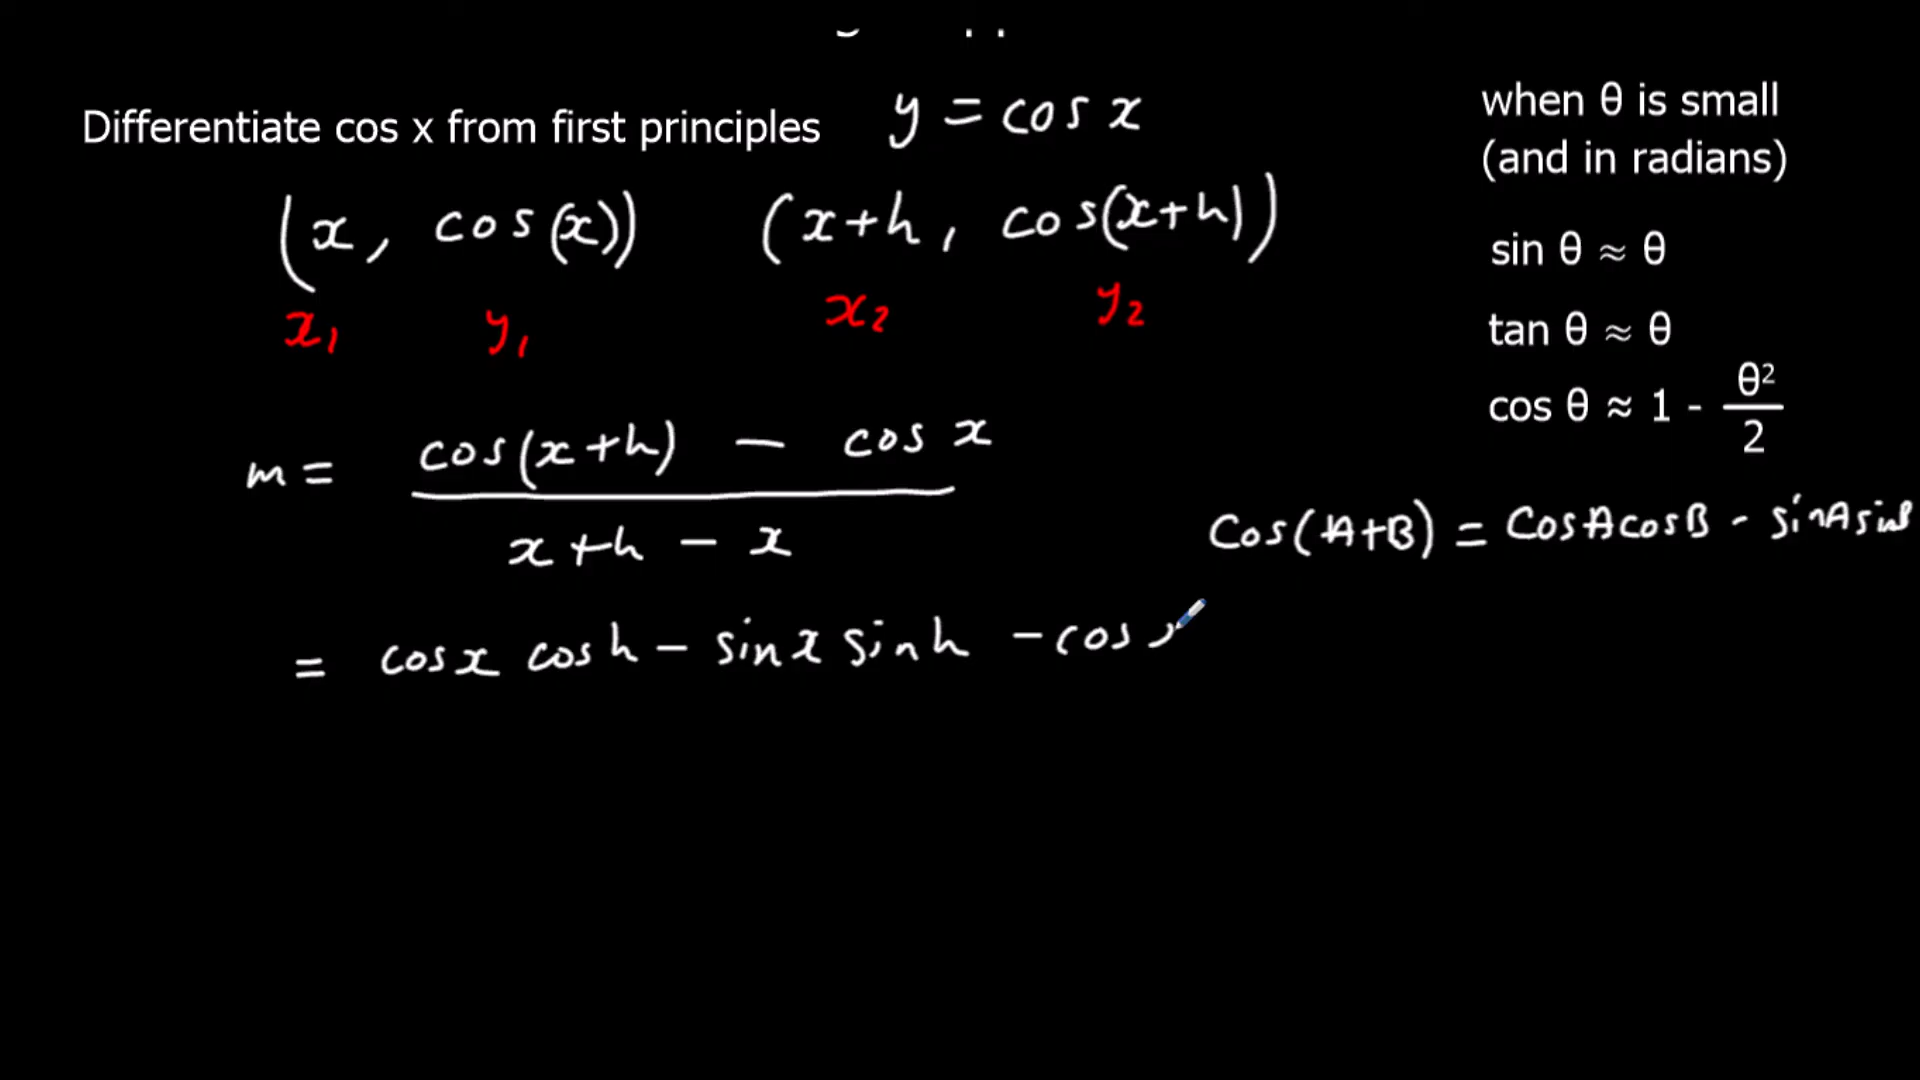 Differentiate cos x from first principles
y = cos x
(x, cos(x)) (x+h, cos(x+h))
x₁ y₁ x₂ y₂
m = cos(x+h) - cos x
x+h - x
= cos x cos h - sin x sin h - cos
when θ is small
(and in radians)
sin θ ≈ θ
tan θ ≈ θ
cos θ ≈ 1 - θ²
2
Cos(A+B) = CosAcosB - sinAsinB